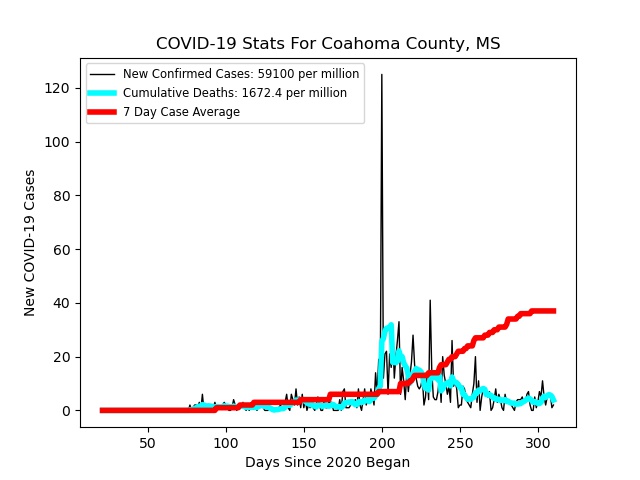 COVID-19 Stats For Coahoma County, MS
New Confirmed Cases: 59100 per million
Cumulative Deaths: 1672.4 per million
7 Day Case Average
120
100
80
60
40
20
0
New COVID-19 Cases
50 100 150 200 250 300
Days Since 2020 Began